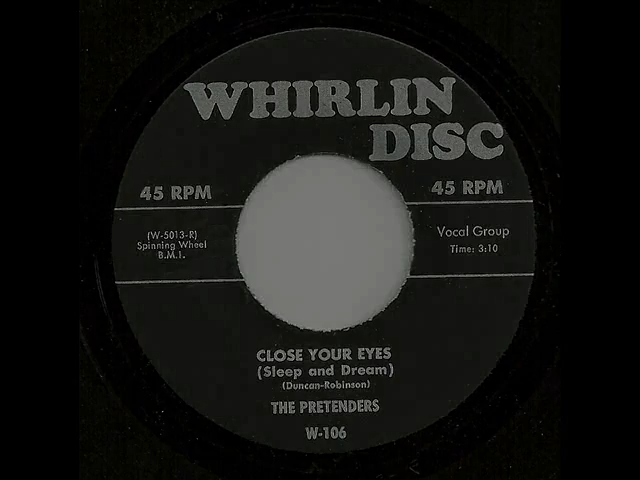 WHIRLIN
DISC
45 RPM
45 RPM
(W-5013-R)
Spinning Wheel
B.M.I.
Vocal Group
Time: 3:10
CLOSE YOUR EYES
(Sleep and Dream)
(Duncan-Robinson)
THE PRETENDERS
W-106